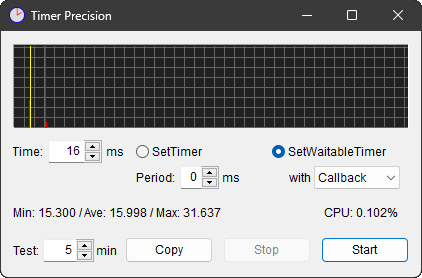 Timer Precision
Time: 16 ms SetTimer SetWaitableTimer
Period: 0 ms with Callback
Min: 15.300 / Ave: 15.998 / Max: 31.637 CPU: 0.102%
Test: 5 min Copy Stop Start